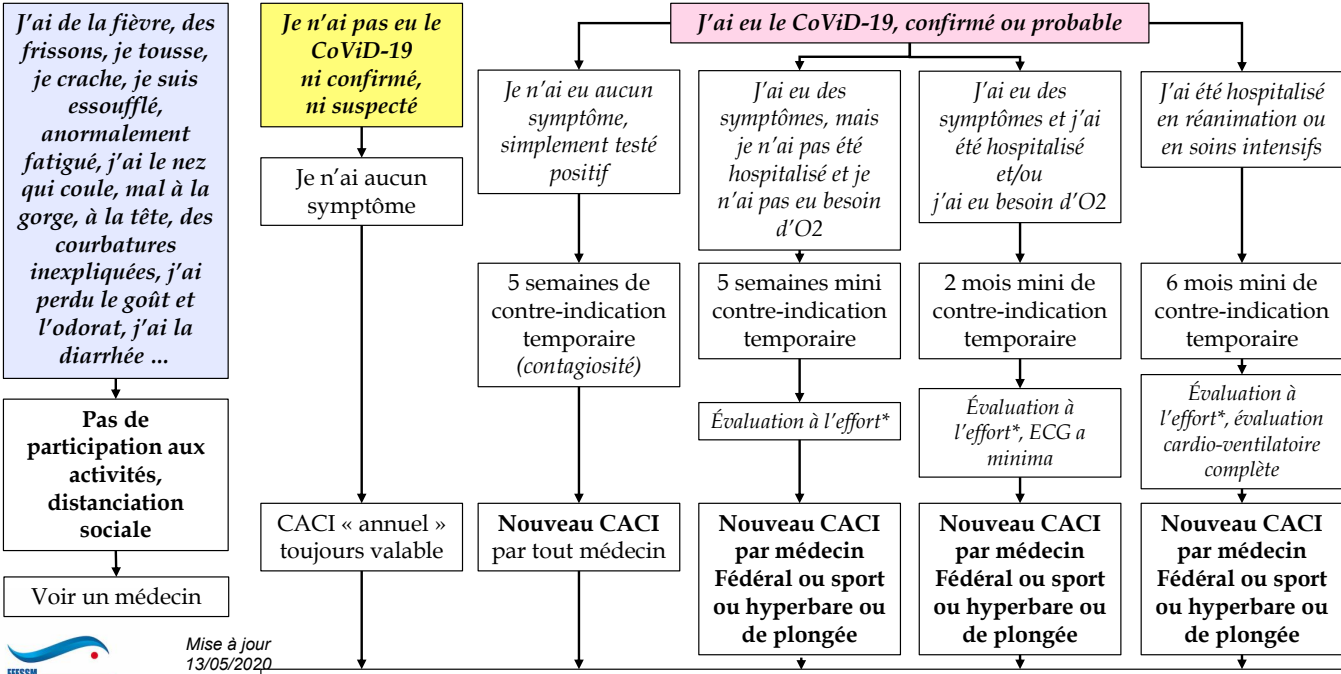 J'ai de la fièvre, des
frissons, je tousse,
je crache, je suis
essoufflé,
anormalement
fatigué, j'ai le nez
qui coule, mal à la
gorge, à la tête, des
courbatures
inexpliquées, j'ai
perdu le goût et
l'odorat, j'ai la
diarrhée ...
Pas de
participation aux
activités,
distanciation
sociale
Voir un médecin
Je n'ai pas eu le
CoViD-19
ni confirmé,
ni suspecté
Je n'ai aucun
symptôme
CACI « annuel »
toujours valable
J'ai eu le CoViD-19, confirmé ou probable
Je n'ai eu aucun
symptôme,
simplement testé
positif
5 semaines de
contre-indication
temporaire
(contagiosité)
Nouveau CACI
par tout médecin
J'ai eu des
symptômes, mais
je n'ai pas été
hospitalisé et je
n'ai pas eu besoin
d'O2
5 semaines mini
contre-indication
temporaire
Évaluation à l'effort*
Nouveau CACI
par médecin
Fédéral ou sport
ou hyperbare ou
de plongée
J'ai eu des
symptômes et j'ai
été hospitalisé
et/ou
j'ai eu besoin d'O2
2 mois mini de
contre-indication
temporaire
Évaluation à
l'effort*, ECG a
minima
Nouveau CACI
par médecin
Fédéral ou sport
ou hyperbare ou
de plongée
J'ai été hospitalisé
en réanimation ou
en soins intensifs
6 mois mini de
contre-indication
temporaire
Évaluation à
l'effort*, évaluation
cardio-ventilatoire
complète
Nouveau CACI
par médecin
Fédéral ou sport
ou hyperbare ou
de plongée
FFESSM
Mise à jour
13/05/2020